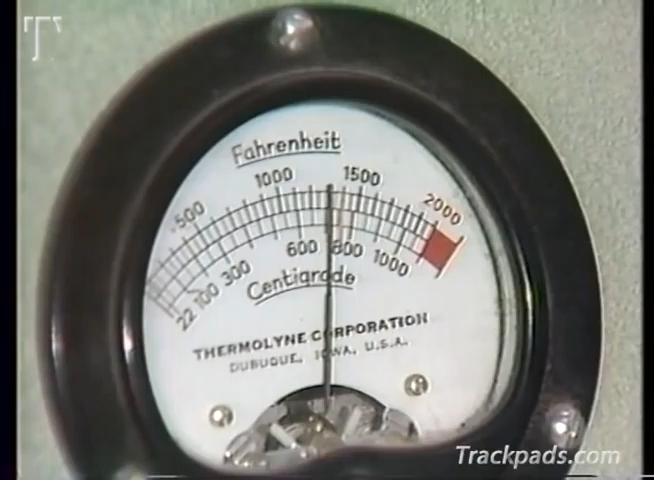 T
Fahrenheit
500 1000 1500 2000
22 100 300 600 800 1000
Centigrade
THERMOLYNE CORPORATION
DUBUQUE, IOWA, U.S.A.
Trackpads.com